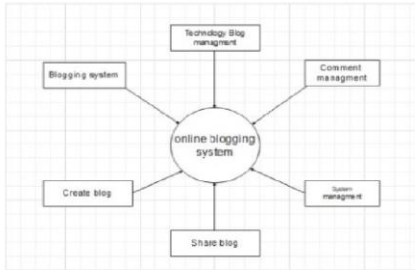 Technology Blog
managment
Blogging system
Comment
managment
online blogging
system
Create blog
System
managment
Share blog